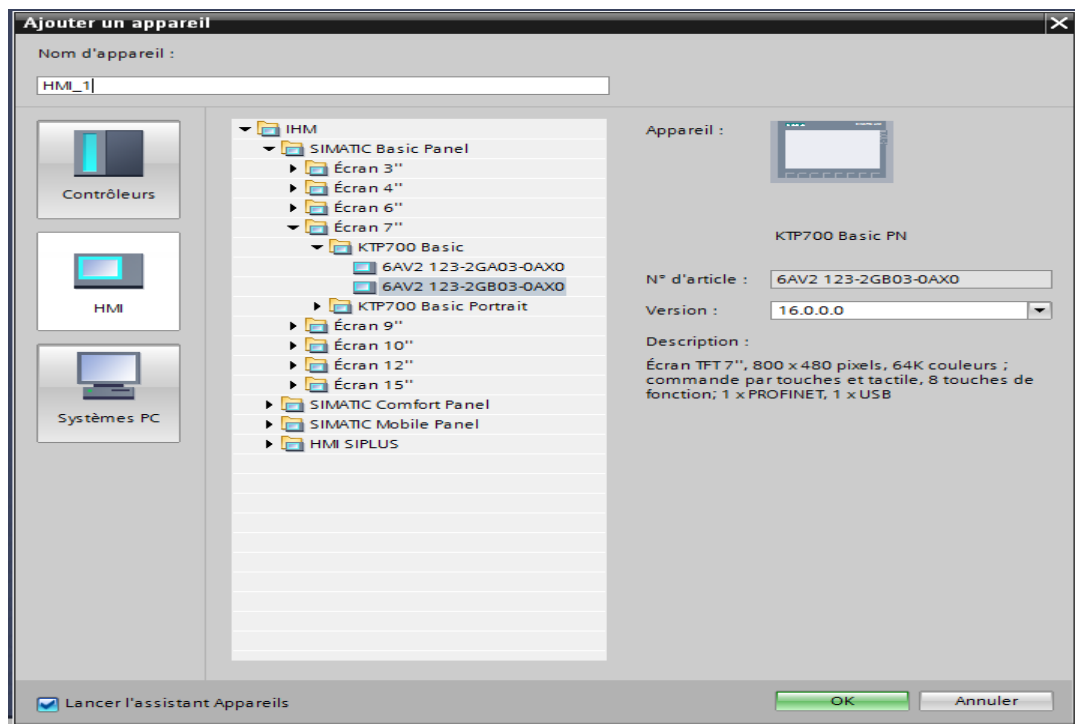 Ajouter un appareil
Nom d'appareil :
HMI_1
Contrôleurs
HMI
Systèmes PC
IHM
SIMATIC Basic Panel
Écran 3''
Écran 4''
Écran 6''
Écran 7''
KTP700 Basic
6AV2 123-2GA03-0AX0
6AV2 123-2GB03-0AX0
KTP700 Basic Portrait
Écran 9''
Écran 10''
Écran 12''
Écran 15''
SIMATIC Comfort Panel
SIMATIC Mobile Panel
HMI SIPLUS
Appareil :
KTP700 Basic PN
N° d'article : 6AV2 123-2GB03-0AX0
Version : 16.0.0.0
Description :
Écran TFT 7'', 800 x 480 pixels, 64K couleurs ;
commande par touches et tactile, 8 touches de
fonction; 1 x PROFINET, 1 x USB
Lancer l'assistant Appareils
OK
Annuler